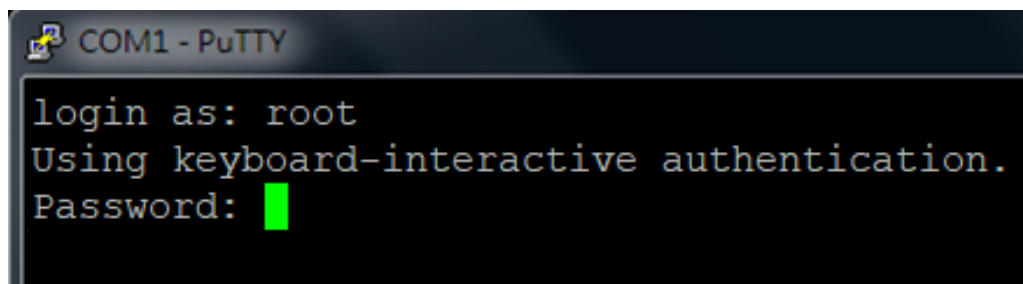 COM1 - PuTTY
login as: root
Using keyboard-interactive authentication.
Password: